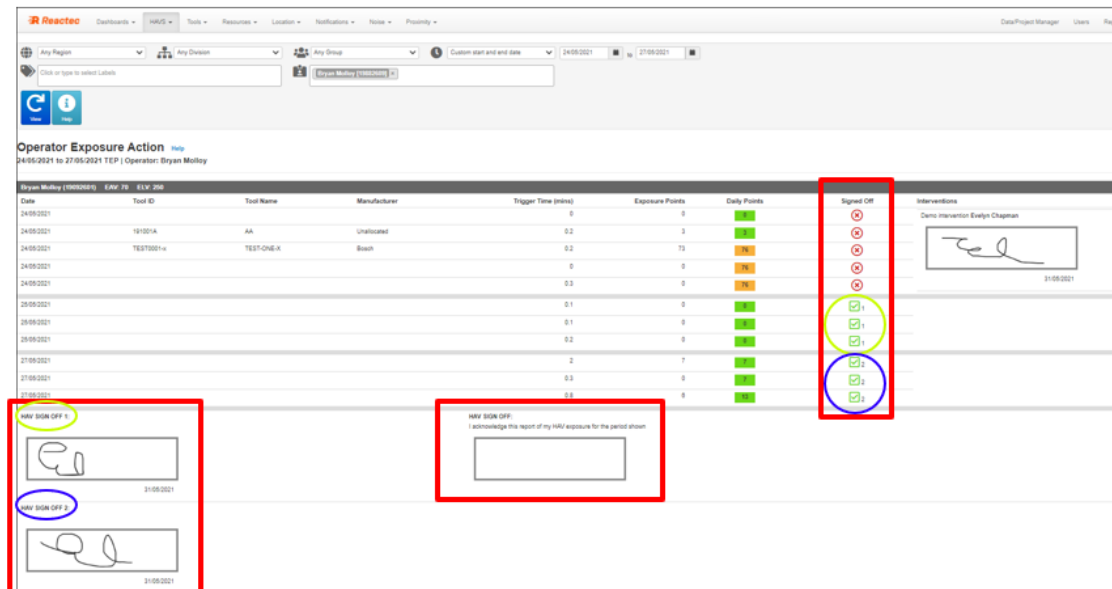 Reactec Dashboards HAVS Tools Resources Location Notifications Noise Proximity Data/Project Manager Users
Any Region Any Division Any Group Custom start and end date 24/05/2021 to 27/05/2021
Click or type to select Labels Bryan Molloy
View Help
Operator Exposure Action Help
24/05/2021 to 27/05/2021 TEP | Operator: Bryan Molloy
Bryan Molloy (19092601) EAV: 70 ELV: 250
Date Tool ID Tool Name Manufacturer Trigger Time (mins) Exposure Points Daily Points Signed Off Interventions
24/05/2021 0 0 0 Demo intervention Evelyn Chapman
24/05/2021 191001A AA Unallocated 0.2 3 3
24/05/2021 TEST0001-x TEST-ONE-X Bosch 0.2 73 76
24/05/2021 0 0 76
24/05/2021 0.3 0 76
31/05/2021
25/05/2021 0.1 0 0 1
25/05/2021 0.1 0 0 1
25/05/2021 0.2 0 0 1
27/05/2021 2 7 7 2
27/05/2021 0.3 0 7 2
27/05/2021 0.8 6 13 2
HAV SIGN OFF 1:
31/05/2021
HAV SIGN OFF:
I acknowledge this report of my HAV exposure for the period shown
HAV SIGN OFF 2:
31/05/2021